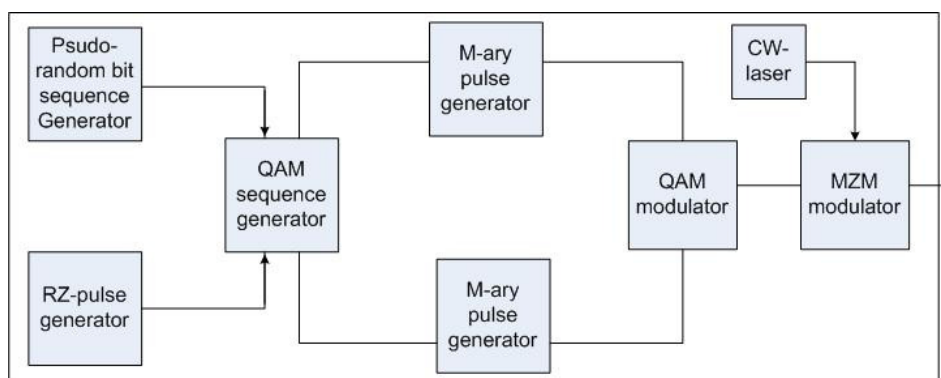 Psudo-
random bit
sequence
Generator
M-ary
pulse
generator
CW-
laser
QAM
sequence
generator
QAM
modulator
MZM
modulator
RZ-pulse
generator
M-ary
pulse
generator